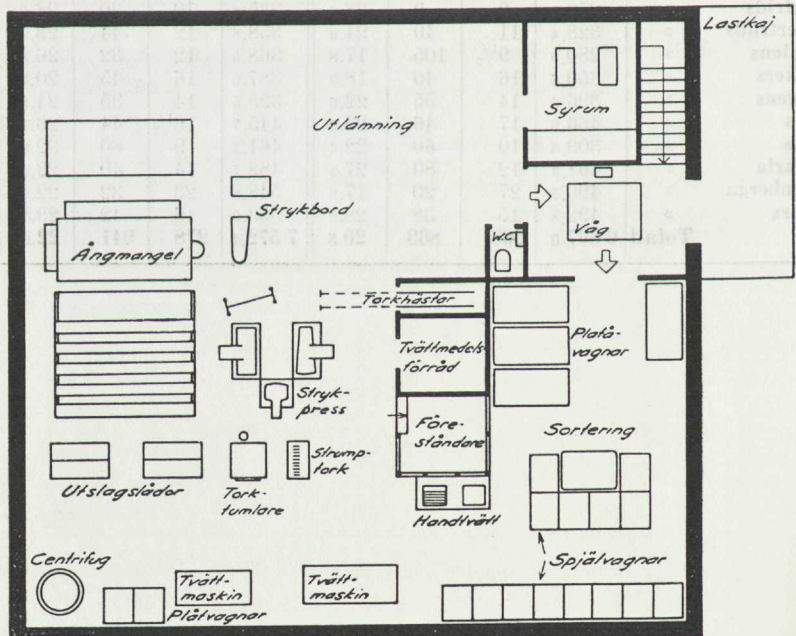 Lastkaj
Syrum
Utlämning
Strykbord
Våg
W.C.
Ångmangel
Torkhästar
Tvättmedels-
förråd
Platå-
vagnar
Stryk-
press
Före-
ståndare
Sortering
Strump-
tork
Utslagslådor
Tork-
tumlare
Handtvätt
Centrifug
Spjälvagnar
Tvätt-
maskin
Tvätt-
maskin
Plåtvagnar